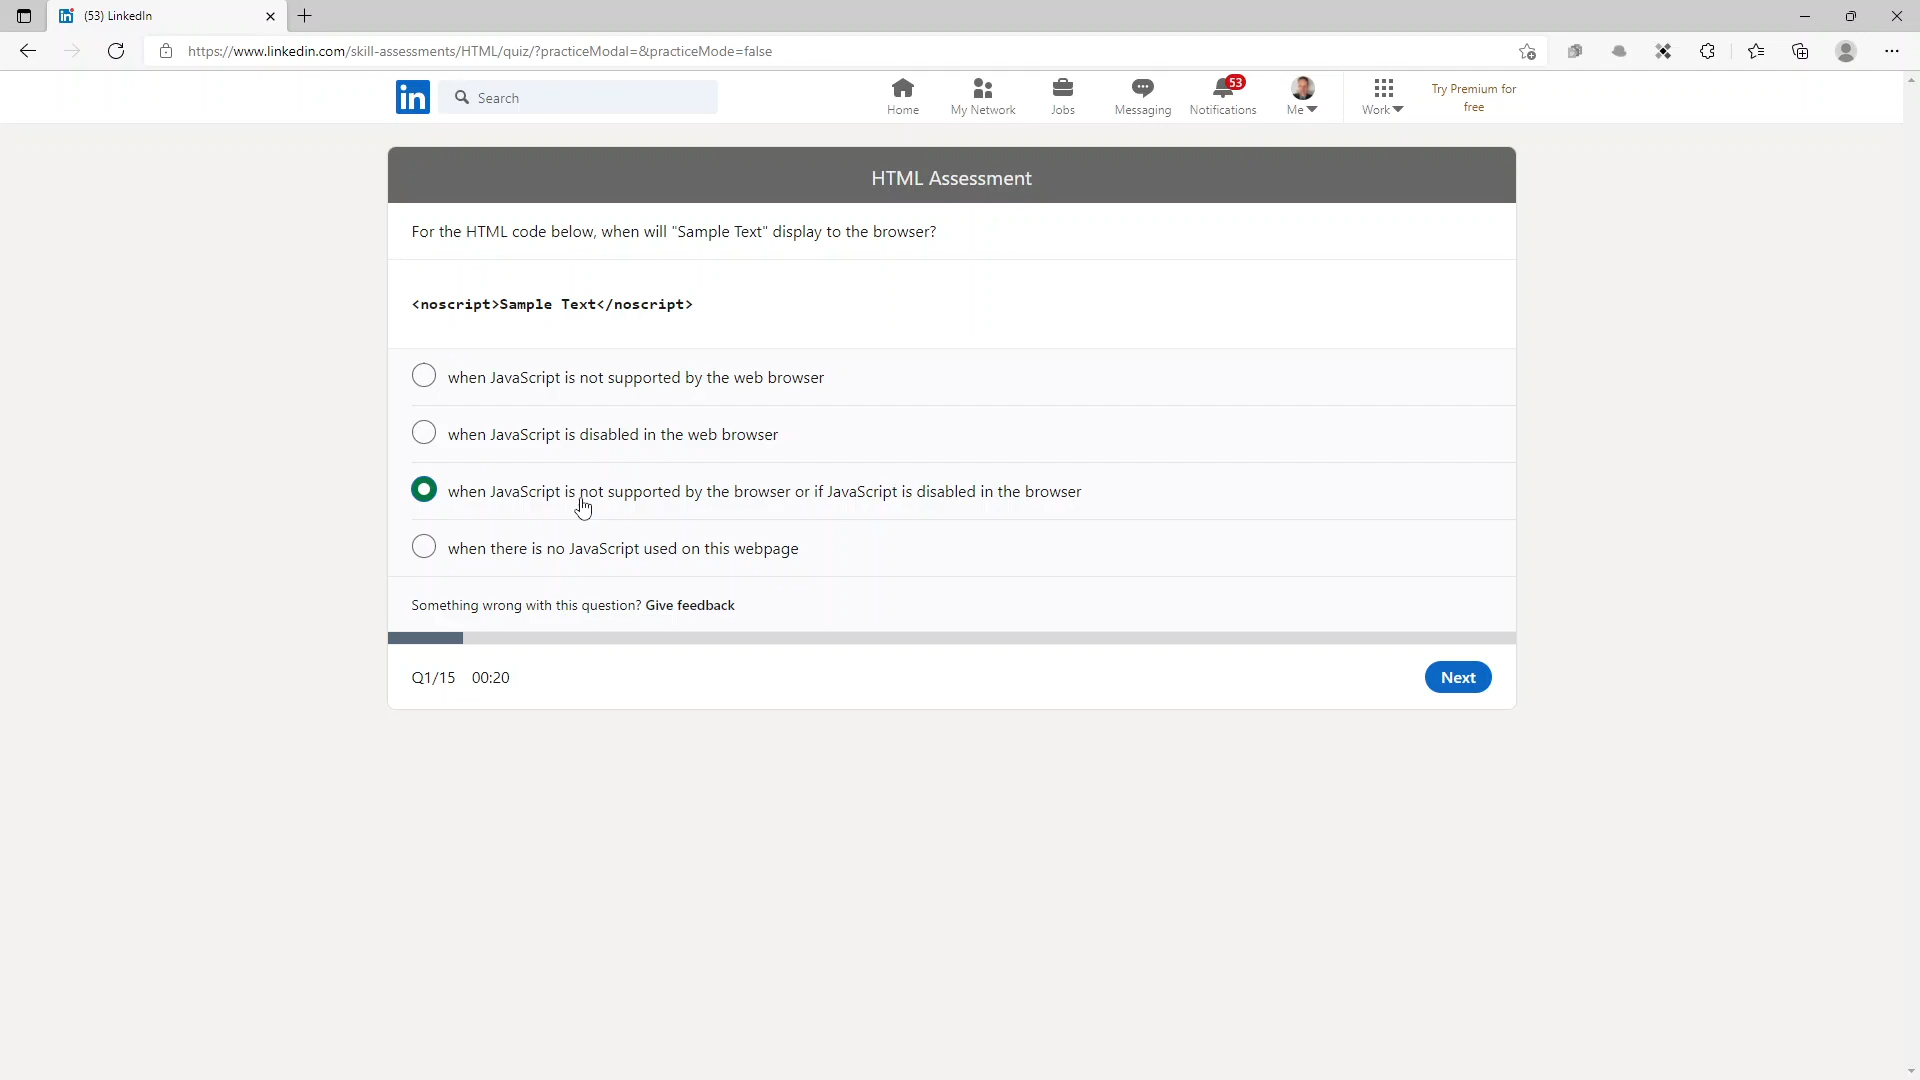 (53) LinkedIn
https://www.linkedin.com/skill-assessments/HTML/quiz/?practiceModal=&practiceMode=false
in
Search
Home
My Network
Jobs
Messaging
53
Notifications
Me
Work
Try Premium for
free
HTML Assessment
For the HTML code below, when will "Sample Text" display to the browser?
<noscript>Sample Text</noscript>
when JavaScript is not supported by the web browser
when JavaScript is disabled in the web browser
when JavaScript is not supported by the browser or if JavaScript is disabled in the browser
when there is no JavaScript used on this webpage
Something wrong with this question? Give feedback
Q1/15 00:20
Next